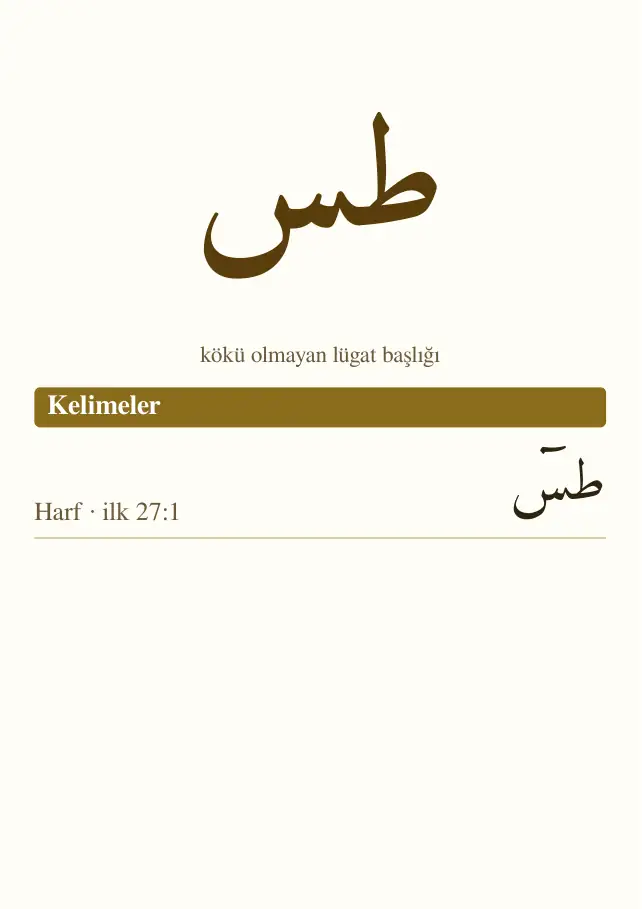 طس
kökü olmayan lügat başlığı
Kelimeler
طسٓ
Harf · ilk 27:1